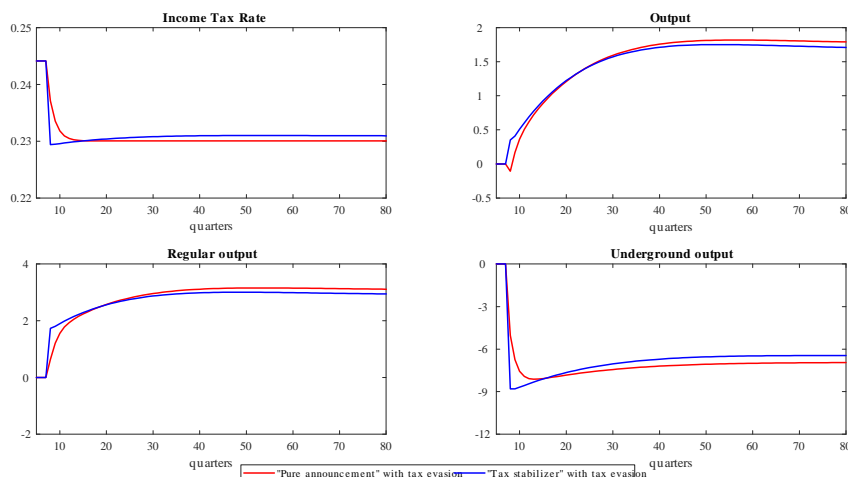 Income Tax Rate
0.25
0.24
0.23
0.22
10 20 30 40 50 60 70 80
quarters
Output
2
1.5
1
0.5
0
-0.5
10 20 30 40 50 60 70 80
quarters
Regular output
4
2
0
-2
10 20 30 40 50 60 70 80
quarters
Underground output
0
-3
-6
-9
-12
10 20 30 40 50 60 70 80
quarters
"Pure announcement" with tax evasion
"Tax stabilizer" with tax evasion